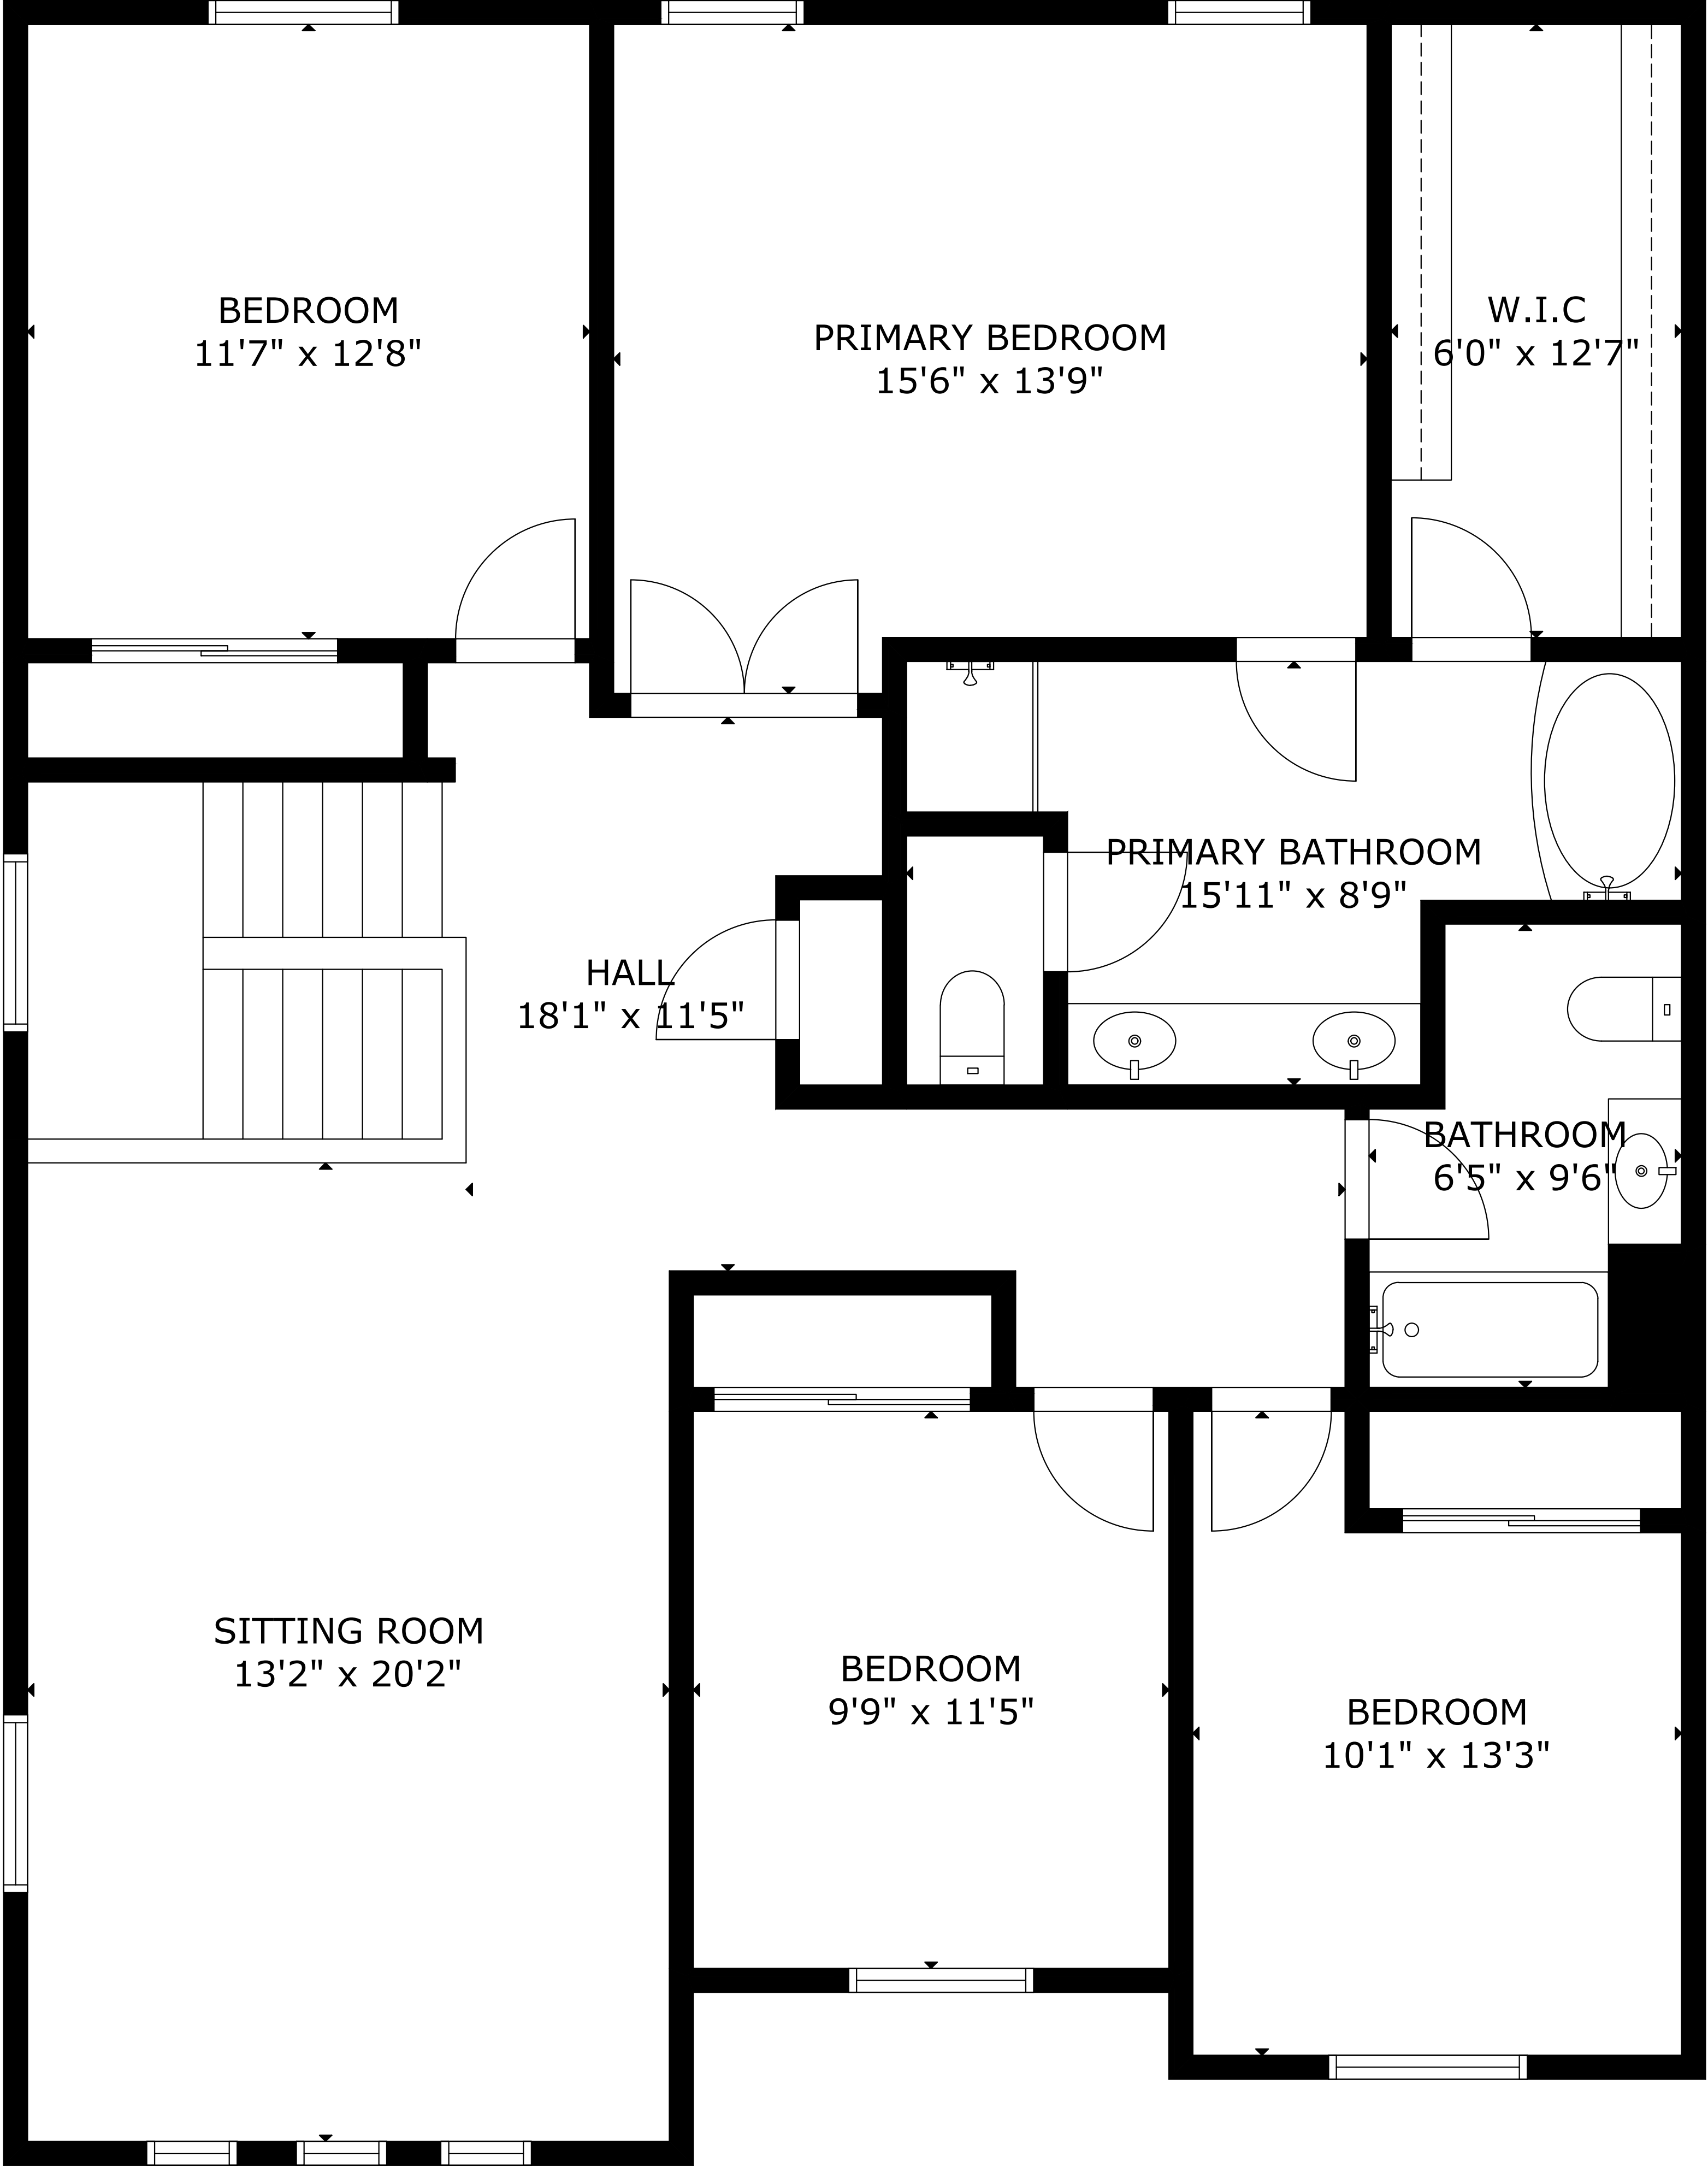 BEDROOM
11'7" x 12'8"
PRIMARY BEDROOM
15'6" x 13'9"
W.I.C
6'0" x 12'7"
PRIMARY BATHROOM
15'11" x 8'9"
HALL
18'1" x 11'5"
BATHROOM
6'5" x 9'6"
SITTING ROOM
13'2" x 20'2"
BEDROOM
9'9" x 11'5"
BEDROOM
10'1" x 13'3"